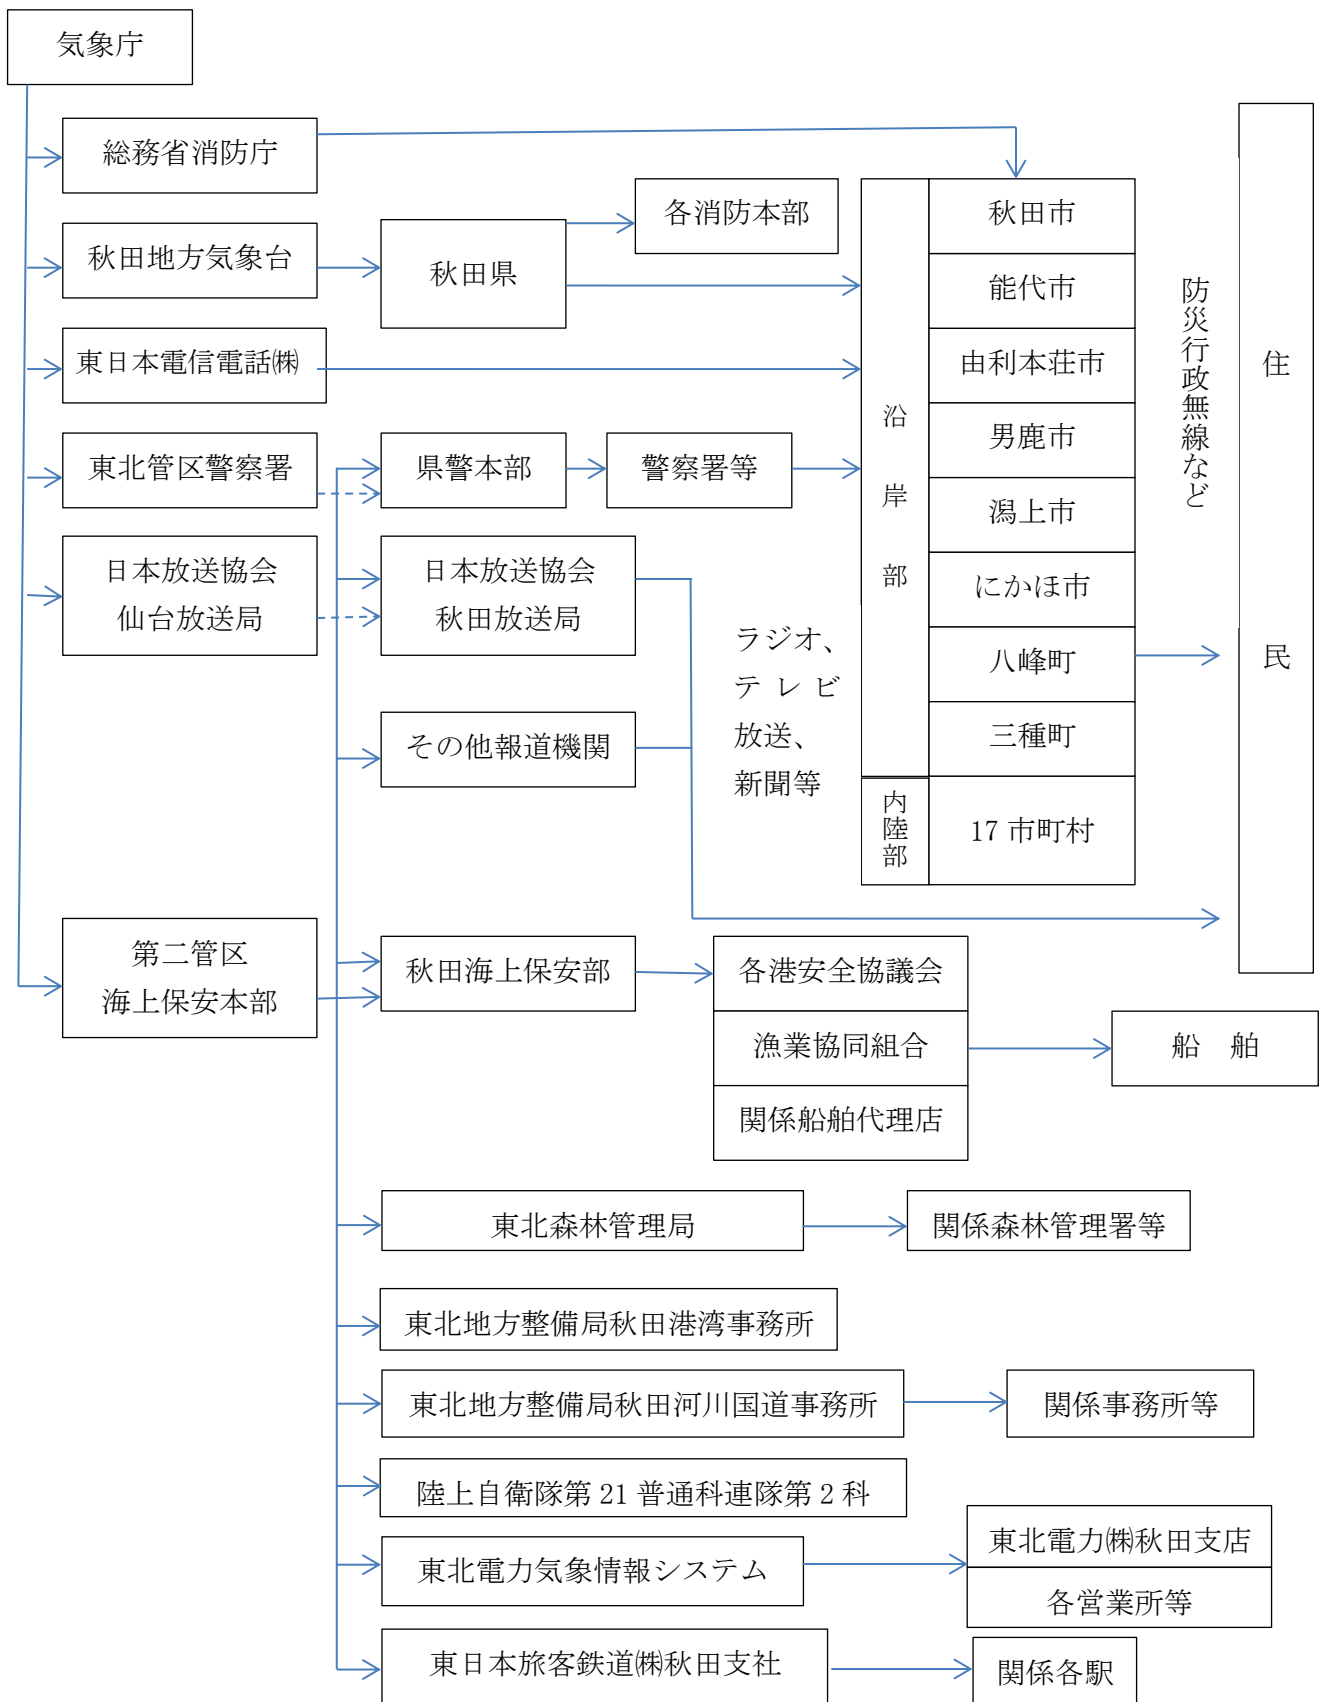 気象庁
総務省消防庁
秋田地方気象台
秋田県
各消防本部
東日本電信電話㈱
東北管区警察署
県警本部
警察署等
日本放送協会
仙台放送局
日本放送協会
秋田放送局
その他報道機関
ラジオ、
テレビ
放送、
新聞等
沿岸部
秋田市
能代市
由利本荘市
男鹿市
潟上市
にかほ市
八峰町
三種町
内陸部
17市町村
防災行政無線など
住民
第二管区
海上保安本部
秋田海上保安部
各港安全協議会
漁業協同組合
関係船舶代理店
船舶
東北森林管理局
関係森林管理署等
東北地方整備局秋田港湾事務所
東北地方整備局秋田河川国道事務所
関係事務所等
陸上自衛隊第21普通科連隊第2科
東北電力気象情報システム
東北電力㈱秋田支店
各営業所等
東日本旅客鉄道㈱秋田支社
関係各駅